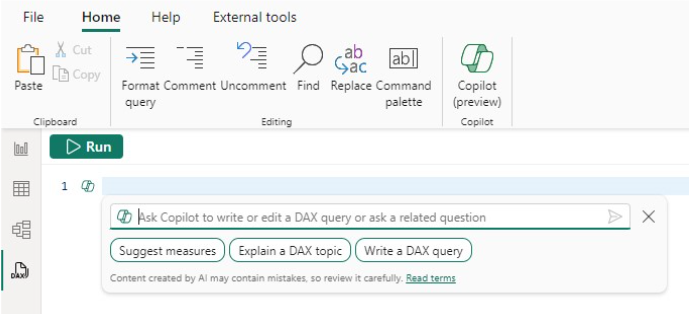 File Home Help External tools
Paste
Cut
Copy
Clipboard
Format query
Comment
Uncomment
Find
ab
ac
Replace
ab
Command palette
Editing
Copilot (preview)
Copilot
Run
DAX
1
Ask Copilot to write or edit a DAX query or ask a related question
Suggest measures Explain a DAX topic Write a DAX query
Content created by AI may contain mistakes, so review it carefully. Read terms